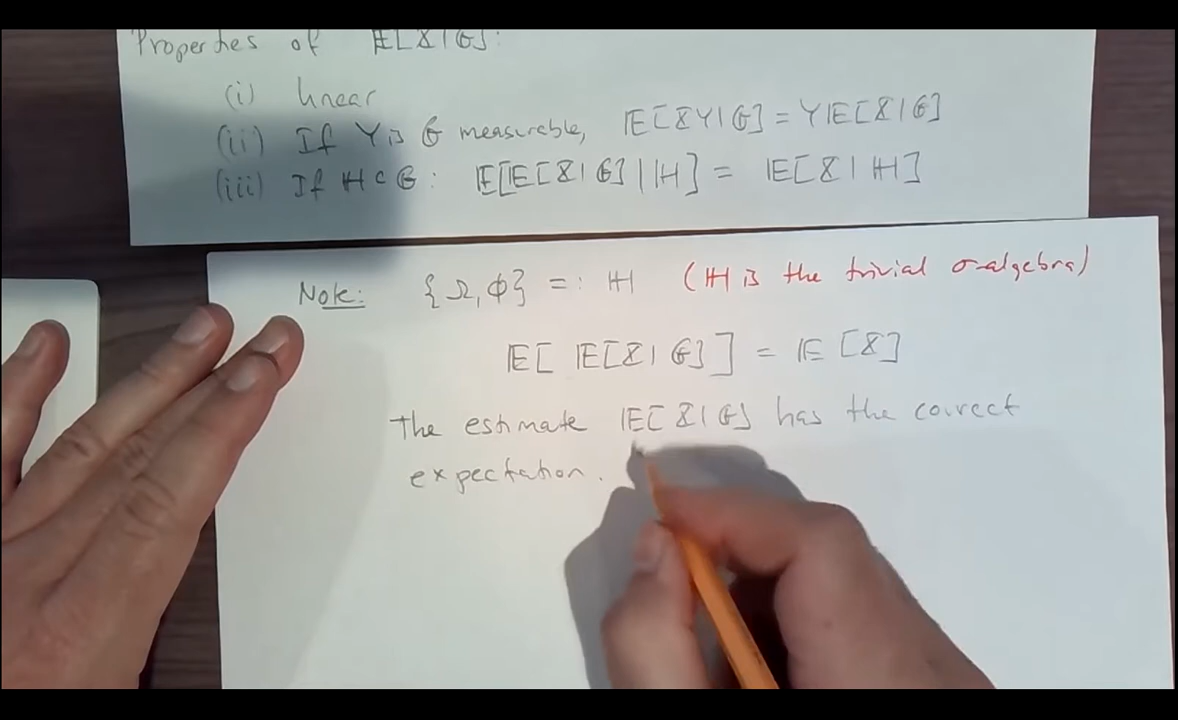 Properties of 𝔼[X|𝔾]:
(i) linear
(ii) If Y is 𝔾 measurable, 𝔼[XY|𝔾] = Y𝔼[X|𝔾]
(iii) If ℍ ⊂ 𝔾: 𝔼[𝔼[X|𝔾]|ℍ] = 𝔼[X|ℍ]
Note: {Ω,ϕ} =: ℍ (ℍ is the trivial σ-algebra)
𝔼[𝔼[X|𝔾]] = 𝔼[X]
The estimate 𝔼[X|𝔾] has the correct
expectation.